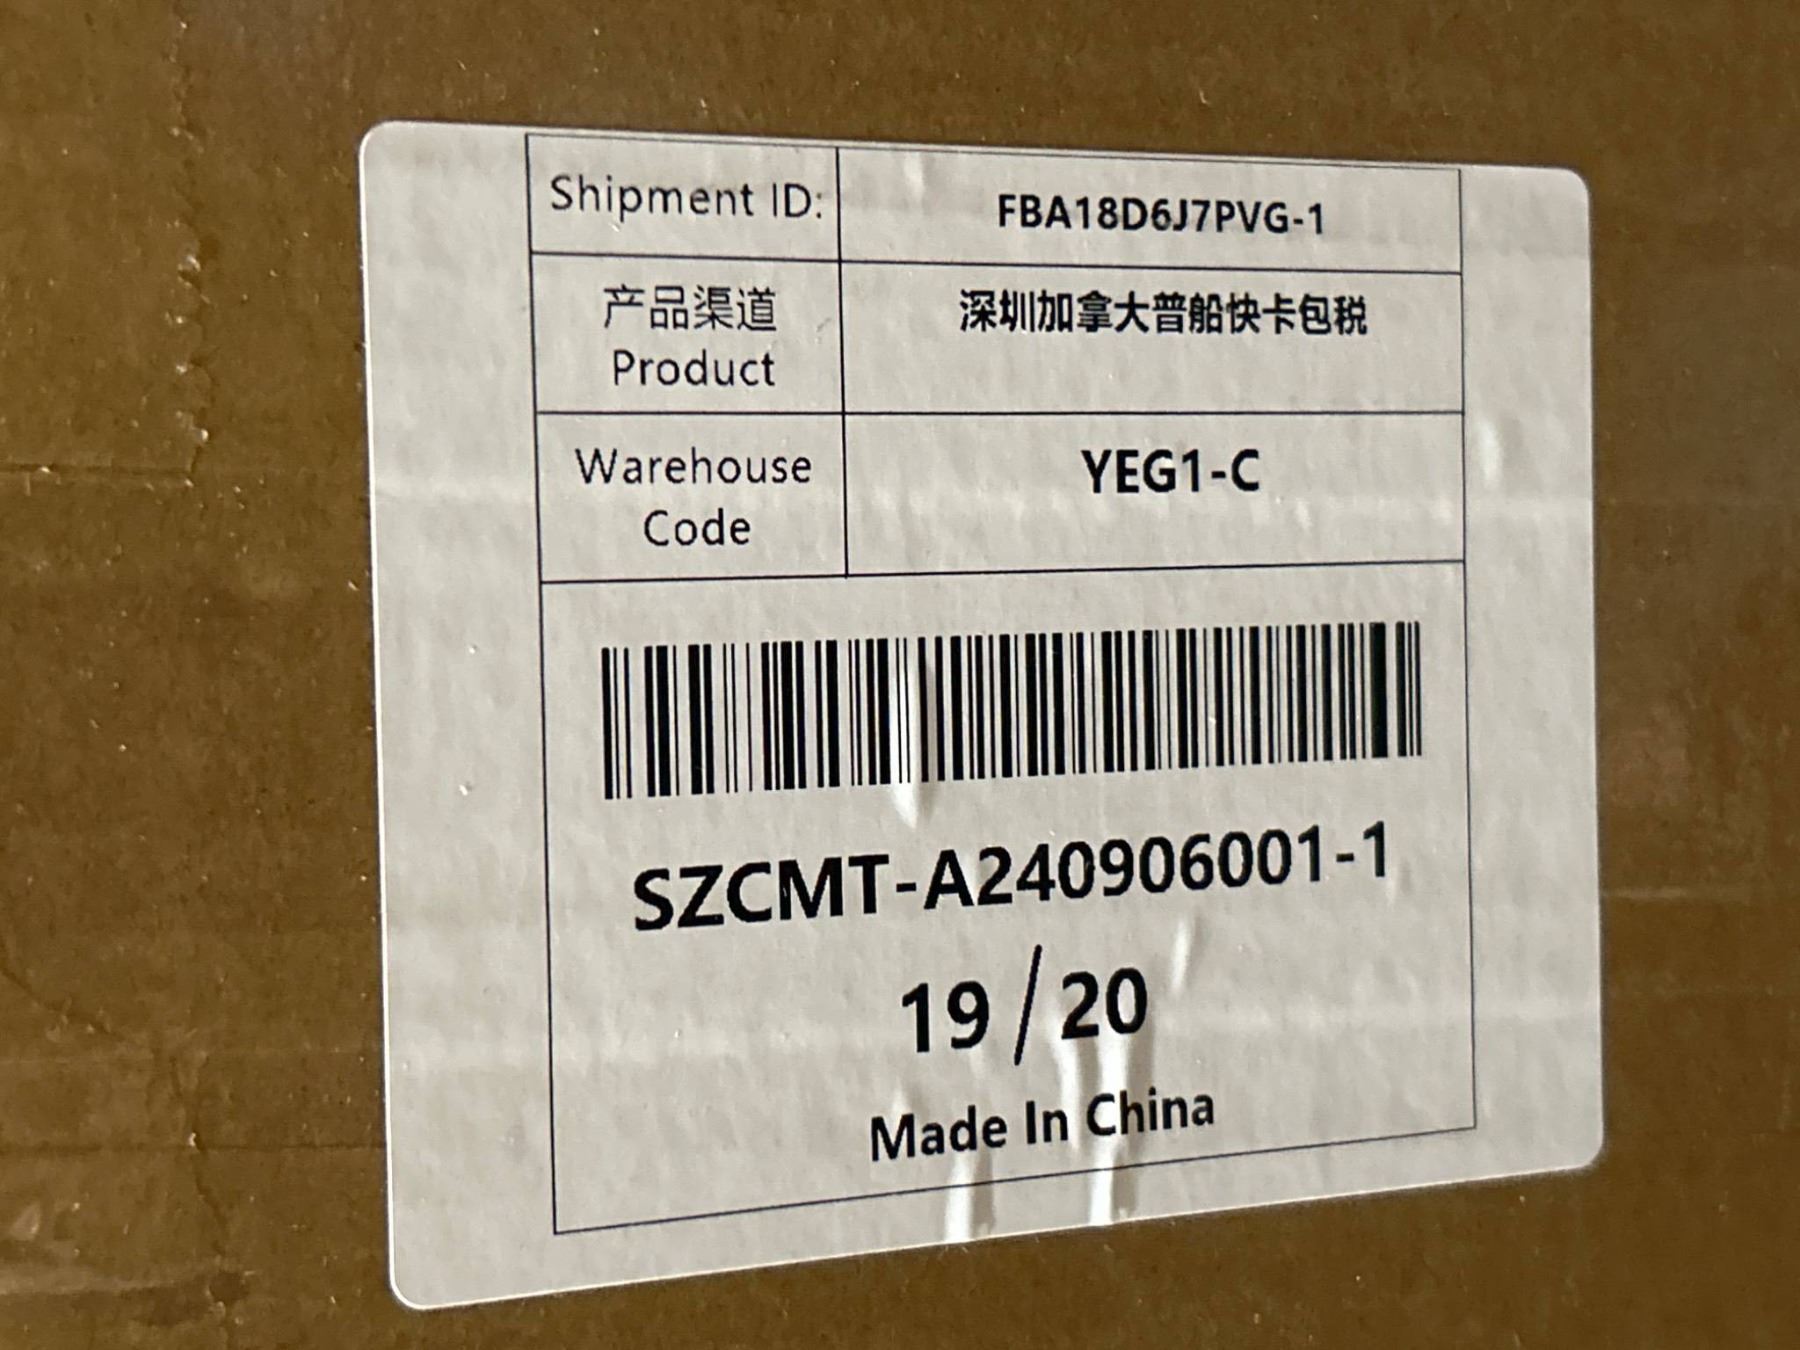 Shipment ID: FBA18D6J7PVG-1
产品渠道 深圳加拿大普船快卡包税
Product
Warehouse YEG1-C
Code
SZCMT-A240906001-1
19/20
Made In China